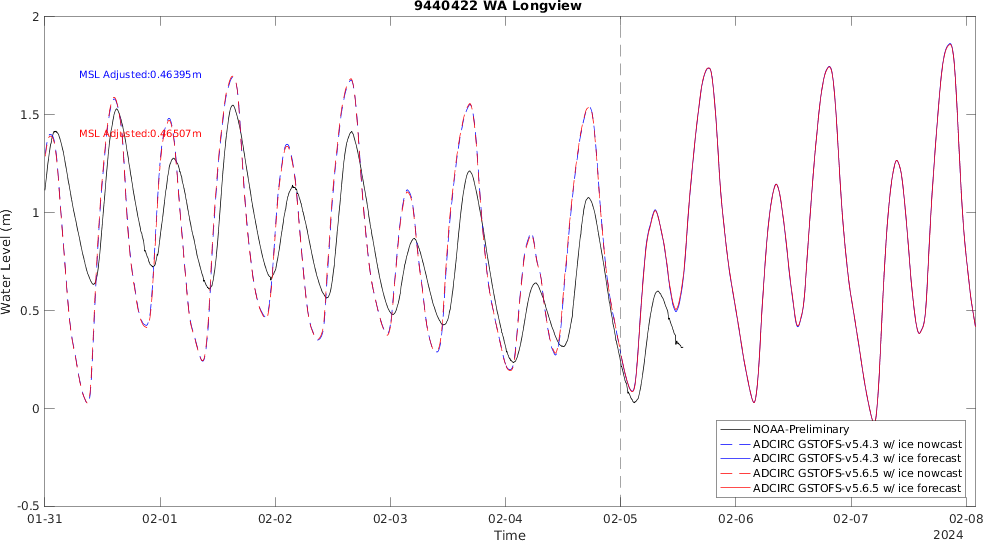 9440422 WA Longview
2
MSL Adjusted:0.46395m
1.5
MSL Adjusted:0.46507m
1
Water Level (m)
0.5
0
NOAA-Preliminary
ADCIRC GSTOFS-v5.4.3 w/ ice nowcast
ADCIRC GSTOFS-v5.4.3 w/ ice forecast
ADCIRC GSTOFS-v5.6.5 w/ ice nowcast
ADCIRC GSTOFS-v5.6.5 w/ ice forecast
-0.5
01-31 02-01 02-02 02-03 02-04 02-05 02-06 02-07 02-08
Time 2024